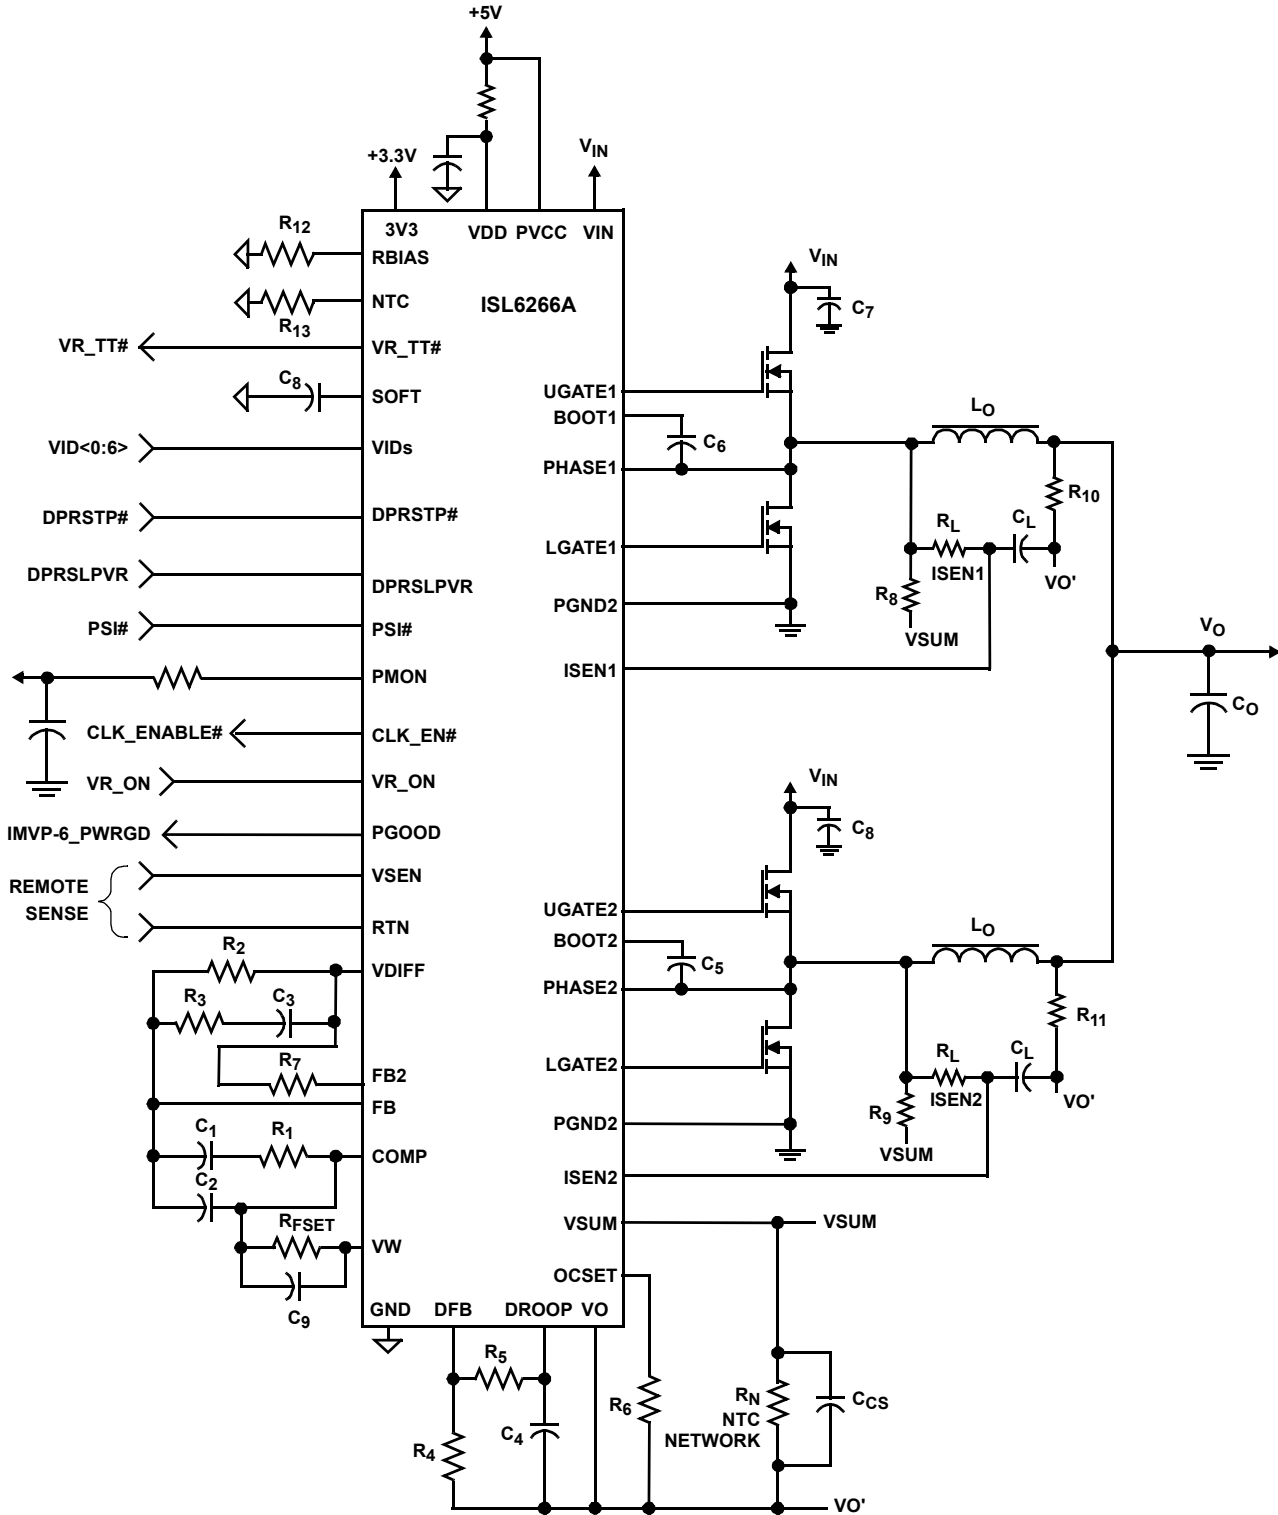 +5V
+3.3V
VIN
3V3
VDD
PVCC
VIN
R12
RBIAS
ISL6266A
NTC
R13
VR_TT#
VR_TT#
C8
SOFT
VID<0:6>
VIDs
DPRSTP#
DPRSTP#
DPRSLPVR
DPRSLPVR
PSI#
PSI#
PMON
CLK_ENABLE#
CLK_EN#
VR_ON
VR_ON
IMVP-6_PWRGD
PGOOD
REMOTE
SENSE
VSEN
RTN
R2
VDIFF
R3
C3
R7
FB2
FB
C1
R1
COMP
C2
RFSET
VW
C9
VIN
C7
UGATE1
BOOT1
C6
PHASE1
LGATE1
PGND2
ISEN1
LO
R10
RL
CL
ISEN1
VO'
R8
VSUM
VO
CO
VIN
C8
UGATE2
BOOT2
C5
PHASE2
LGATE2
PGND2
ISEN2
LO
R11
RL
CL
ISEN2
VO'
R9
VSUM
VSUM
VSUM
OCSET
GND
DFB
DROOP
VO
R5
R4
C4
R6
RN
NTC
NETWORK
CCS
VO'